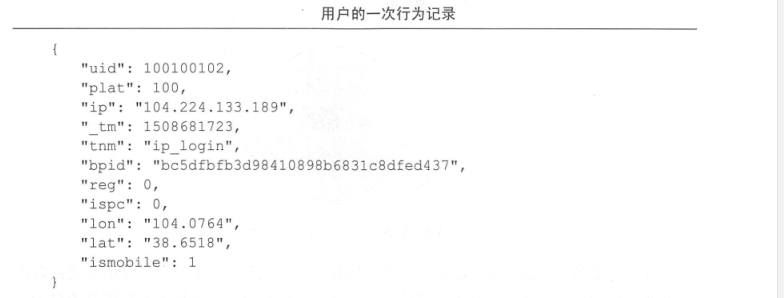 用户的一次行为记录
{
"uid": 100100102,
"plat": 100,
"ip": "104.224.133.189",
"_tm": 1508681723,
"tnm": "ip_login",
"bpid": "bc5dfbfb3d98410898b6831c8dfed437",
"reg": 0,
"ispc": 0,
"lon": "104.0764",
"lat": "38.6518",
"ismobile": 1
}